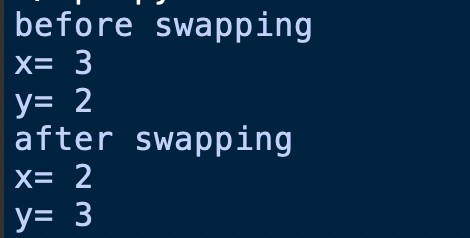 before swapping
x= 3
y= 2
after swapping
x= 2
y= 3